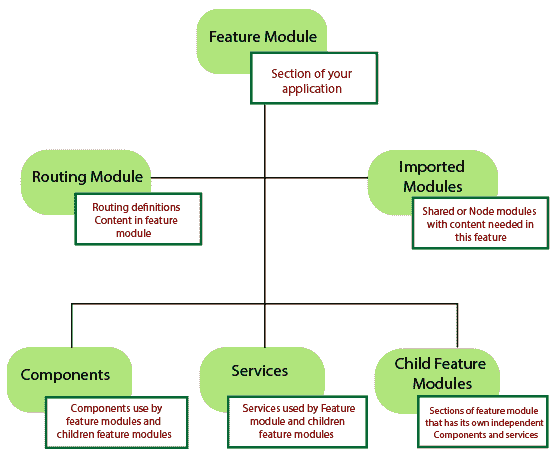 Feature Module
Section of your
application
Routing Module
Routing definitions
Content in feature
module
Imported
Modules
Shared or Node modules
with content needed in
this feature
Components
Components use by
feature modules and
children feature modules
Services
Services used by Feature
module and children
feature modules
Child Feature
Modules
Sections of feature module
that has its own independent
Components and services